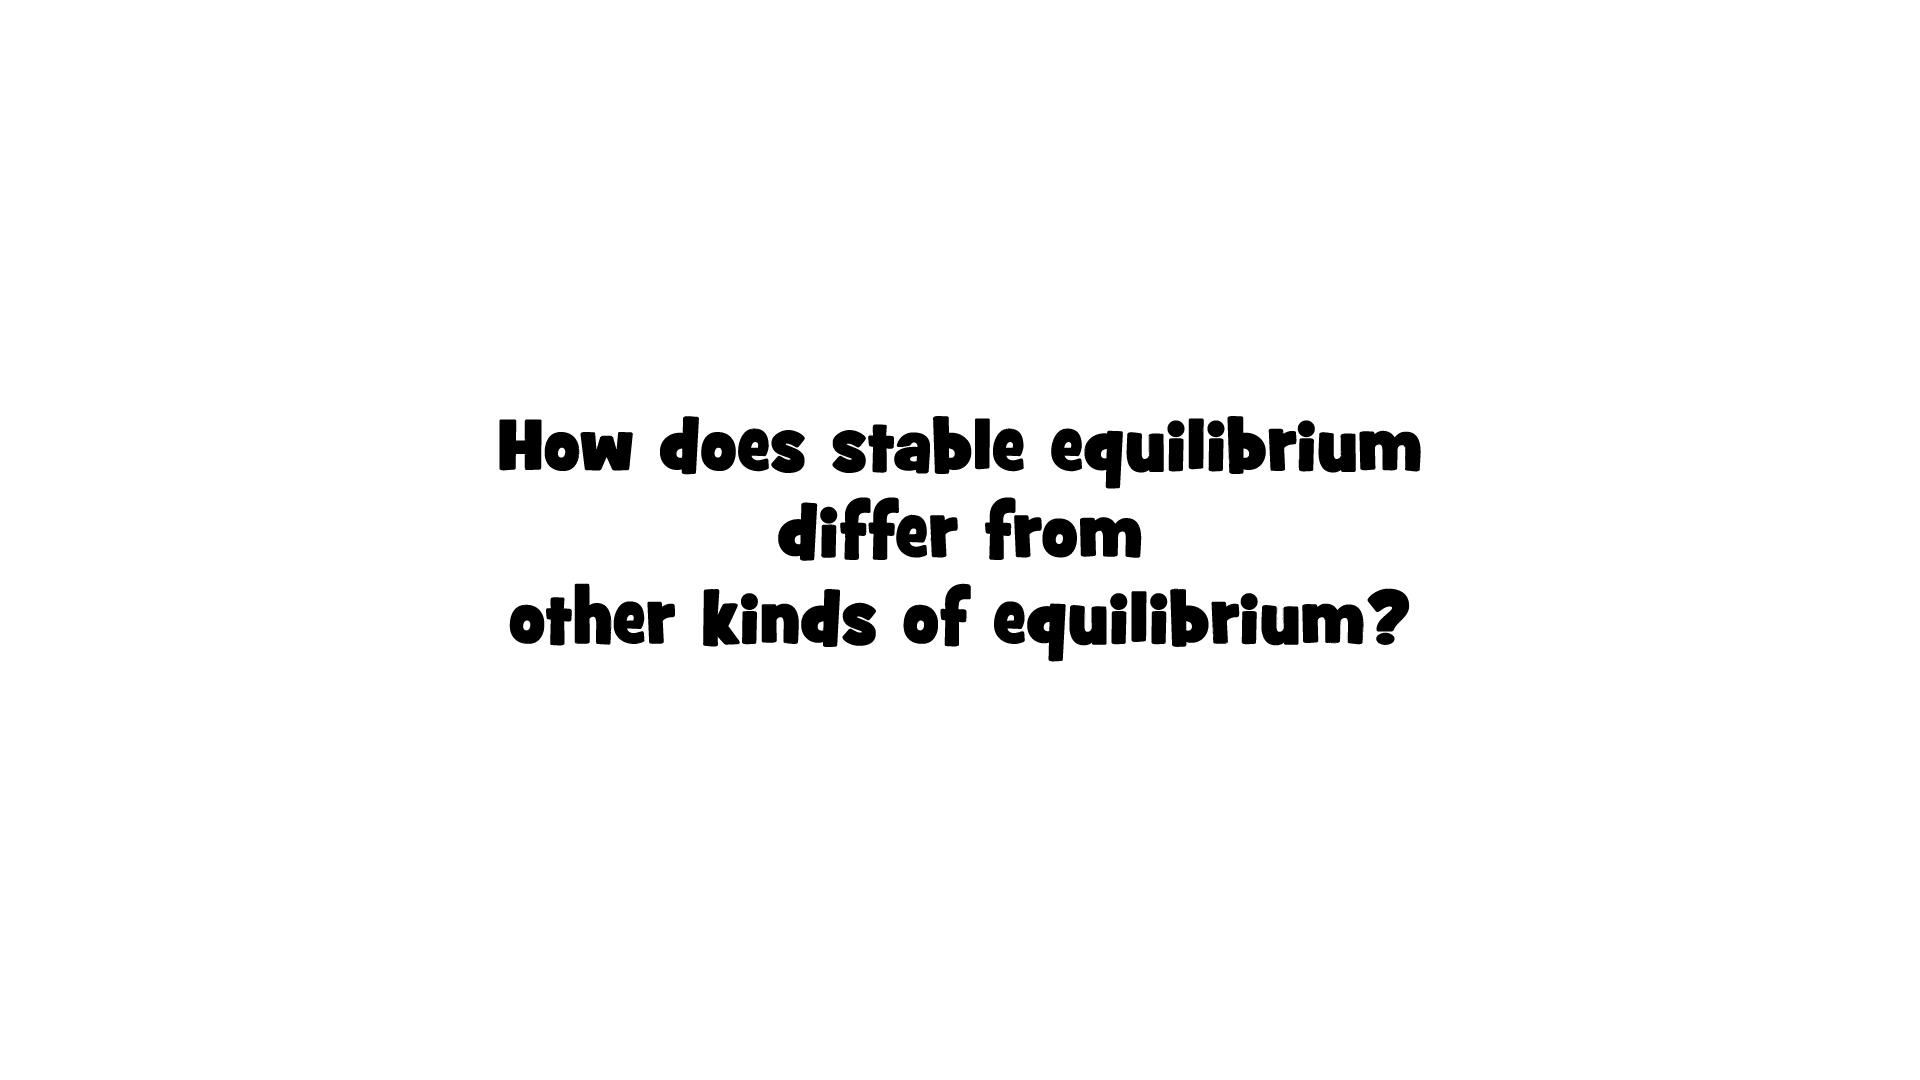 How does stable equilibrium
differ from
other kinds of equilibrium?